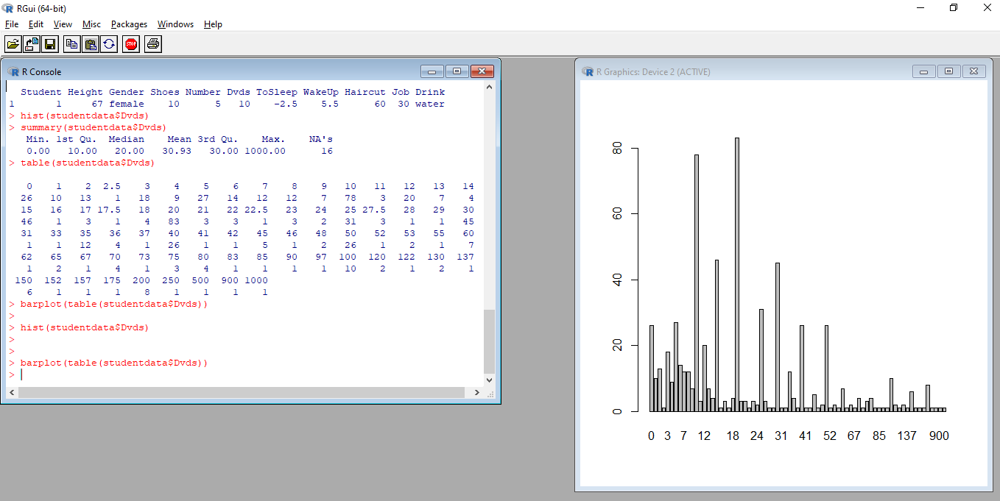 RGui (64-bit)
File Edit View Misc Packages Windows Help
STOP
R Console
Student Height Gender Shoes Number Dvds ToSleep WakeUp Haircut Job Drink
1 1 67 female 10 5 10 -2.5 5.5 60 30 water
> hist(studentdata$Dvds)
> summary(studentdata$Dvds)
Min. 1st Qu. Median Mean 3rd Qu. Max. NA's
0.00 10.00 20.00 30.93 30.00 1000.00 16
> table(studentdata$Dvds)
0 1 2 2.5 3 4 5 6 7 8 9 10 11 12 13 14
26 10 13 1 18 9 27 14 12 12 7 78 3 20 7 4
15 16 17 17.5 18 20 21 22 22.5 23 24 25 27.5 28 29 30
46 1 3 1 4 83 3 3 1 3 2 31 3 1 1 45
31 33 35 36 37 40 41 42 45 46 48 50 52 53 55 60
1 1 12 4 1 26 1 1 5 1 2 26 1 2 1 7
62 65 67 70 73 75 80 83 85 90 97 100 120 122 130 137
1 2 1 4 1 3 4 1 1 1 1 10 2 1 2 1
150 152 157 175 200 250 500 900 1000
6 1 1 1 8 1 1 1 1
> barplot(table(studentdata$Dvds))
>
> hist(studentdata$Dvds)
>
>
> barplot(table(studentdata$Dvds))
>
R Graphics: Device 2 (ACTIVE)
80
60
40
20
0
0 3 7 12 18 24 31 41 52 67 85 137 900